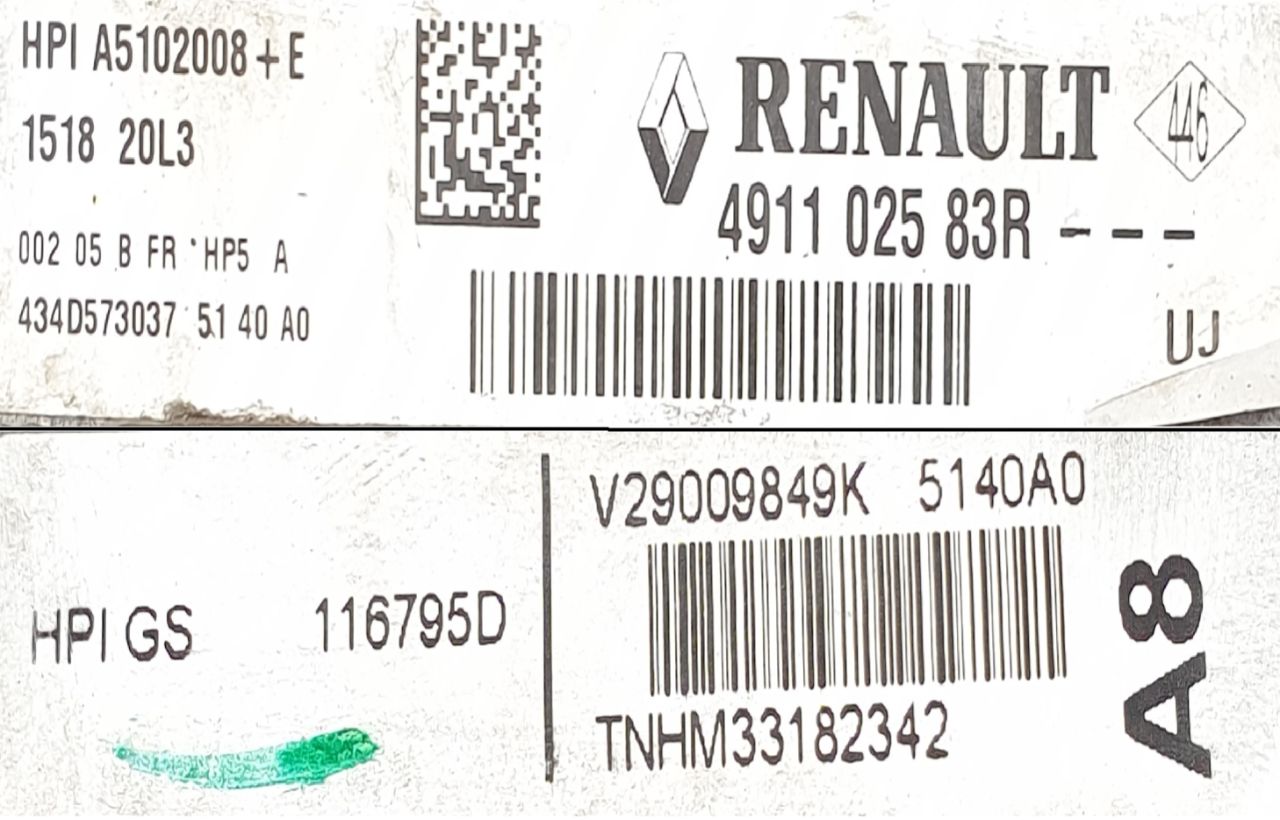 HPI A5102008+E
1518 20L3
002 05 B FR HP5 A
434D573037 51 40 A0
RENAULT
446
4911 025 83R ---
UJ
HPI GS 116795D
V29009849K 5140A0
TNHM33182342
A8